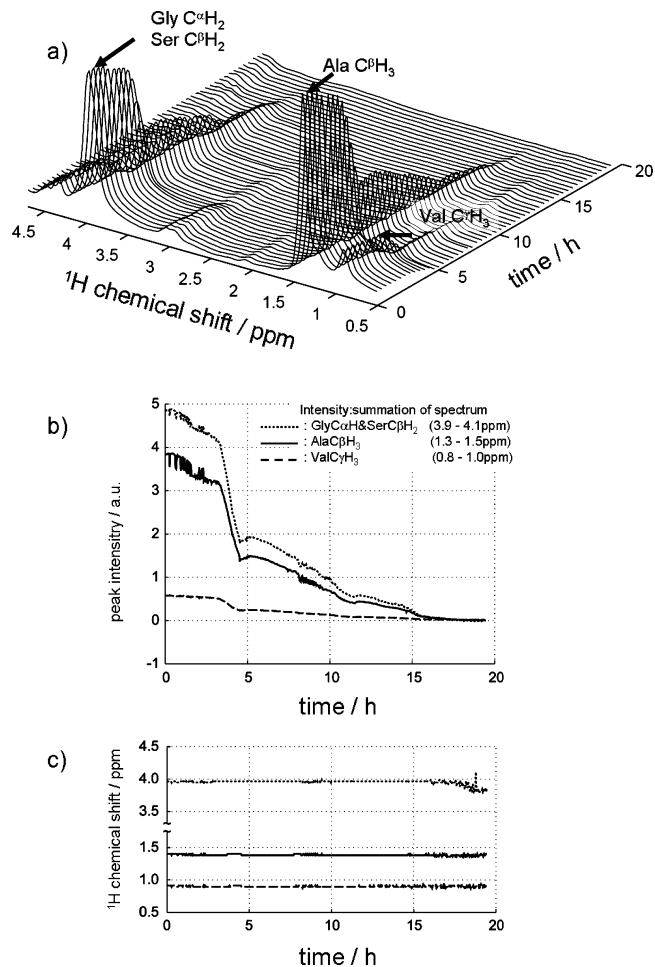 a)
Gly CᵅH₂
Ser CᵝH₂
Ala CᵝH₃
Val CᵞH₃
4.5 4 3.5 3 2.5 2 1.5 1 0.5
0 5 10 15 20
¹H chemical shift / ppm
time / h
b)
5
4
3
2
1
0
-1
peak intensitry / a.u.
Intensity:summation of spectrum
: GlyCαH&SerCβH₂ (3.9 - 4.1ppm)
: AlaCβH₃ (1.3 - 1.5ppm)
: ValCγH₃ (0.8 - 1.0ppm)
0 5 10 15 20
time / h
c)
4.5
4.0
3.5
1.5
1.0
0.5
¹H chemical shift / ppm
0 5 10 15 20
time / h